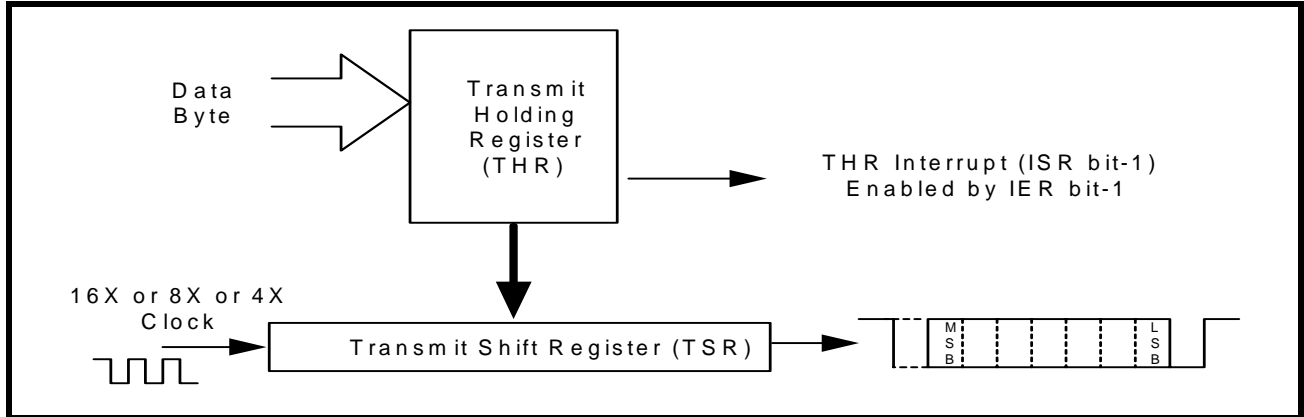 Data
Byte
Transmit
Holding
Register
(THR)
THR Interrupt (ISR bit-1)
Enabled by IER bit-1
16X or 8X or 4X
Clock
Transmit Shift Register (TSR)
M
S
B
L
S
B